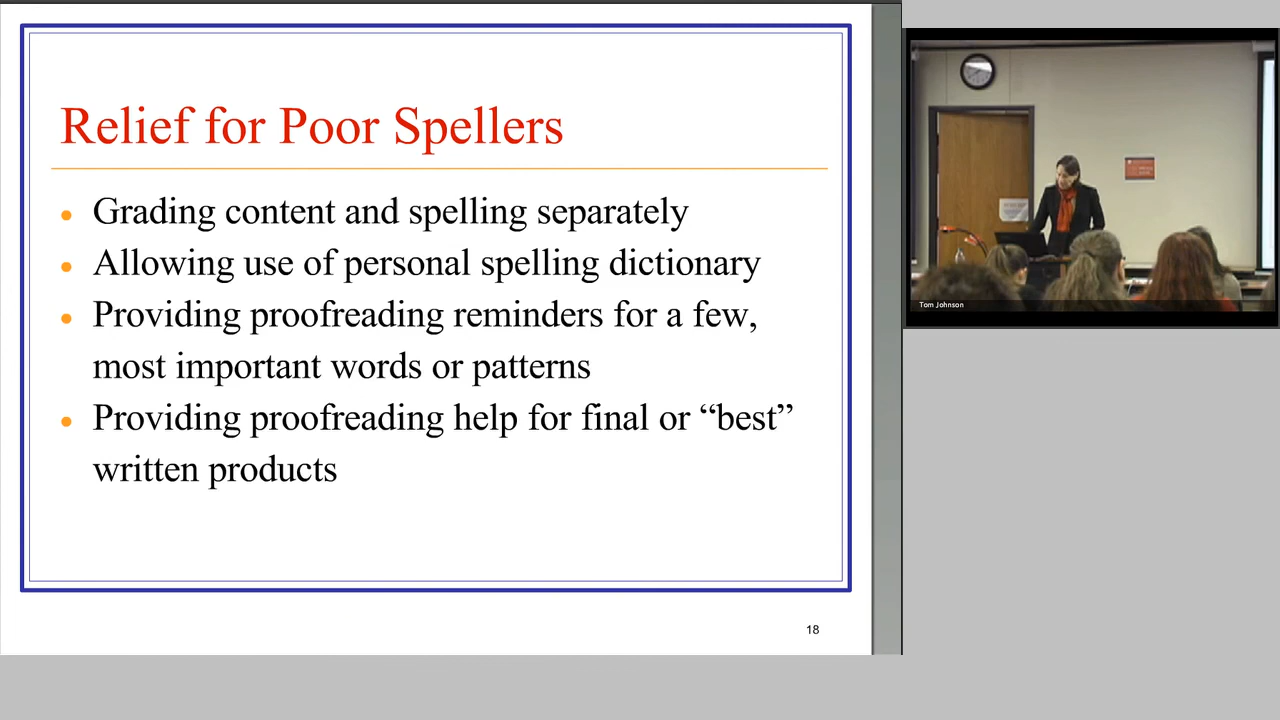 Relief for Poor Spellers
Grading content and spelling separately
Allowing use of personal spelling dictionary
Providing proofreading reminders for a few,
most important words or patterns
Providing proofreading help for final or “best”
written products
18
Tom Johnson